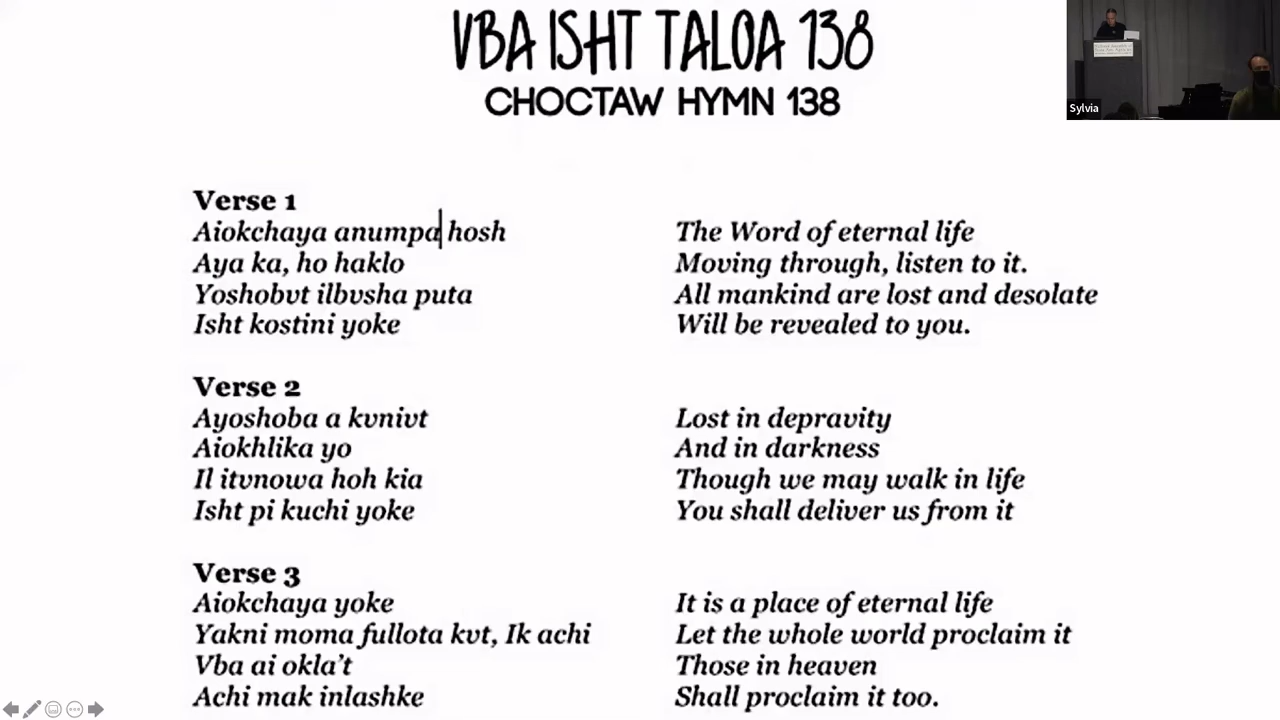 VBA ISHT TALOA 138
CHOCTAW HYMN 138
Sylvia
Verse 1
Aiokchaya anumpa hosh
Aya ka, ho haklo
Yoshobvt ilbvsha puta
Isht kostini yoke
The Word of eternal life
Moving through, listen to it.
All mankind are lost and desolate
Will be revealed to you.
Verse 2
Ayoshoba a kvnivt
Aiokhlika yo
Il itvnowa hoh kia
Isht pi kuchi yoke
Lost in depravity
And in darkness
Though we may walk in life
You shall deliver us from it
Verse 3
Aiokchaya yoke
Yakni moma fullota kvt, Ik achi
Vba ai okla't
Achi mak inlashke
It is a place of eternal life
Let the whole world proclaim it
Those in heaven
Shall proclaim it too.